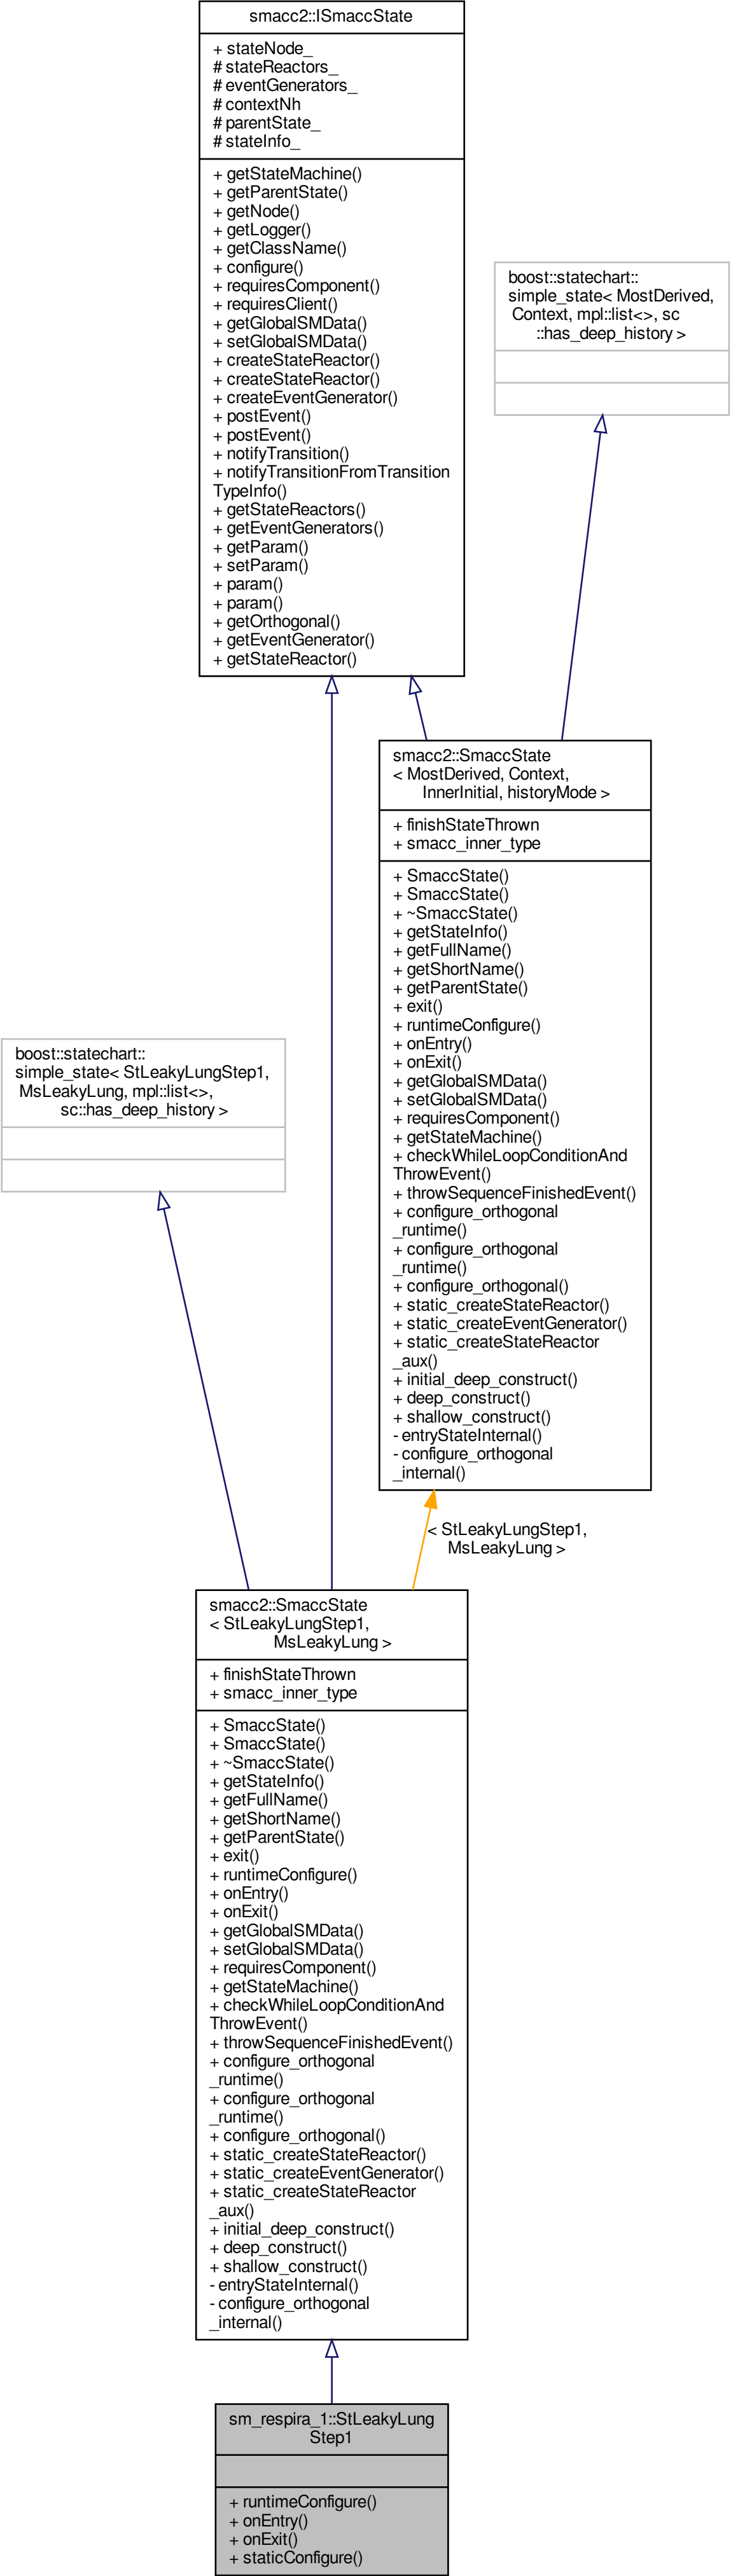 smacc2::ISmaccState
+ stateNode_
# stateReactors_
# eventGenerators_
# contextNh
# parentState_
# stateInfo_
+ getStateMachine()
+ getParentState()
+ getNode()
+ getLogger()
+ getClassName()
+ configure()
+ requiresComponent()
+ requiresClient()
+ getGlobalSMData()
+ setGlobalSMData()
+ createStateReactor()
+ createStateReactor()
+ createEventGenerator()
+ postEvent()
+ postEvent()
+ notifyTransition()
+ notifyTransitionFromTransition
TypeInfo()
+ getStateReactors()
+ getEventGenerators()
+ getParam()
+ setParam()
+ param()
+ param()
+ getOrthogonal()
+ getEventGenerator()
+ getStateReactor()
boost::statechart::
simple_state< MostDerived,
Context, mpl::list<>, sc
::has_deep_history >
smacc2::SmaccState
< MostDerived, Context,
InnerInitial, historyMode >
+ finishStateThrown
+ smacc_inner_type
+ SmaccState()
+ SmaccState()
+ ~SmaccState()
+ getStateInfo()
+ getFullName()
+ getShortName()
+ getParentState()
+ exit()
+ runtimeConfigure()
+ onEntry()
+ onExit()
+ getGlobalSMData()
+ setGlobalSMData()
+ requiresComponent()
+ getStateMachine()
+ checkWhileLoopConditionAnd
ThrowEvent()
+ throwSequenceFinishedEvent()
+ configure_orthogonal
_runtime()
+ configure_orthogonal
_runtime()
+ configure_orthogonal()
+ static_createStateReactor()
+ static_createEventGenerator()
+ static_createStateReactor
_aux()
+ initial_deep_construct()
+ deep_construct()
+ shallow_construct()
- entryStateInternal()
- configure_orthogonal
_internal()
boost::statechart::
simple_state< StLeakyLungStep1,
MsLeakyLung, mpl::list<>,
sc::has_deep_history >
< StLeakyLungStep1,
MsLeakyLung >
smacc2::SmaccState
< StLeakyLungStep1,
MsLeakyLung >
+ finishStateThrown
+ smacc_inner_type
+ SmaccState()
+ SmaccState()
+ ~SmaccState()
+ getStateInfo()
+ getFullName()
+ getShortName()
+ getParentState()
+ exit()
+ runtimeConfigure()
+ onEntry()
+ onExit()
+ getGlobalSMData()
+ setGlobalSMData()
+ requiresComponent()
+ getStateMachine()
+ checkWhileLoopConditionAnd
ThrowEvent()
+ throwSequenceFinishedEvent()
+ configure_orthogonal
_runtime()
+ configure_orthogonal
_runtime()
+ configure_orthogonal()
+ static_createStateReactor()
+ static_createEventGenerator()
+ static_createStateReactor
_aux()
+ initial_deep_construct()
+ deep_construct()
+ shallow_construct()
- entryStateInternal()
- configure_orthogonal
_internal()
sm_respira_1::StLeakyLung
Step1
+ runtimeConfigure()
+ onEntry()
+ onExit()
+ staticConfigure()